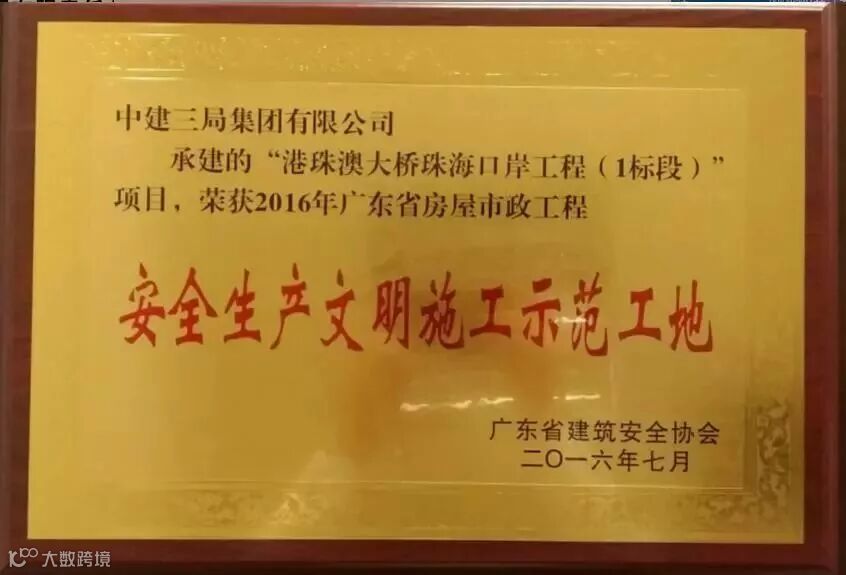 中建三局集团有限公司
承建的“港珠澳大桥珠海口岸工程（1标段）”
项目，荣获2016年广东省房屋市政工程
安全生产文明施工示范工地
广东省建筑安全协会
二〇一六年七月
大数跨境